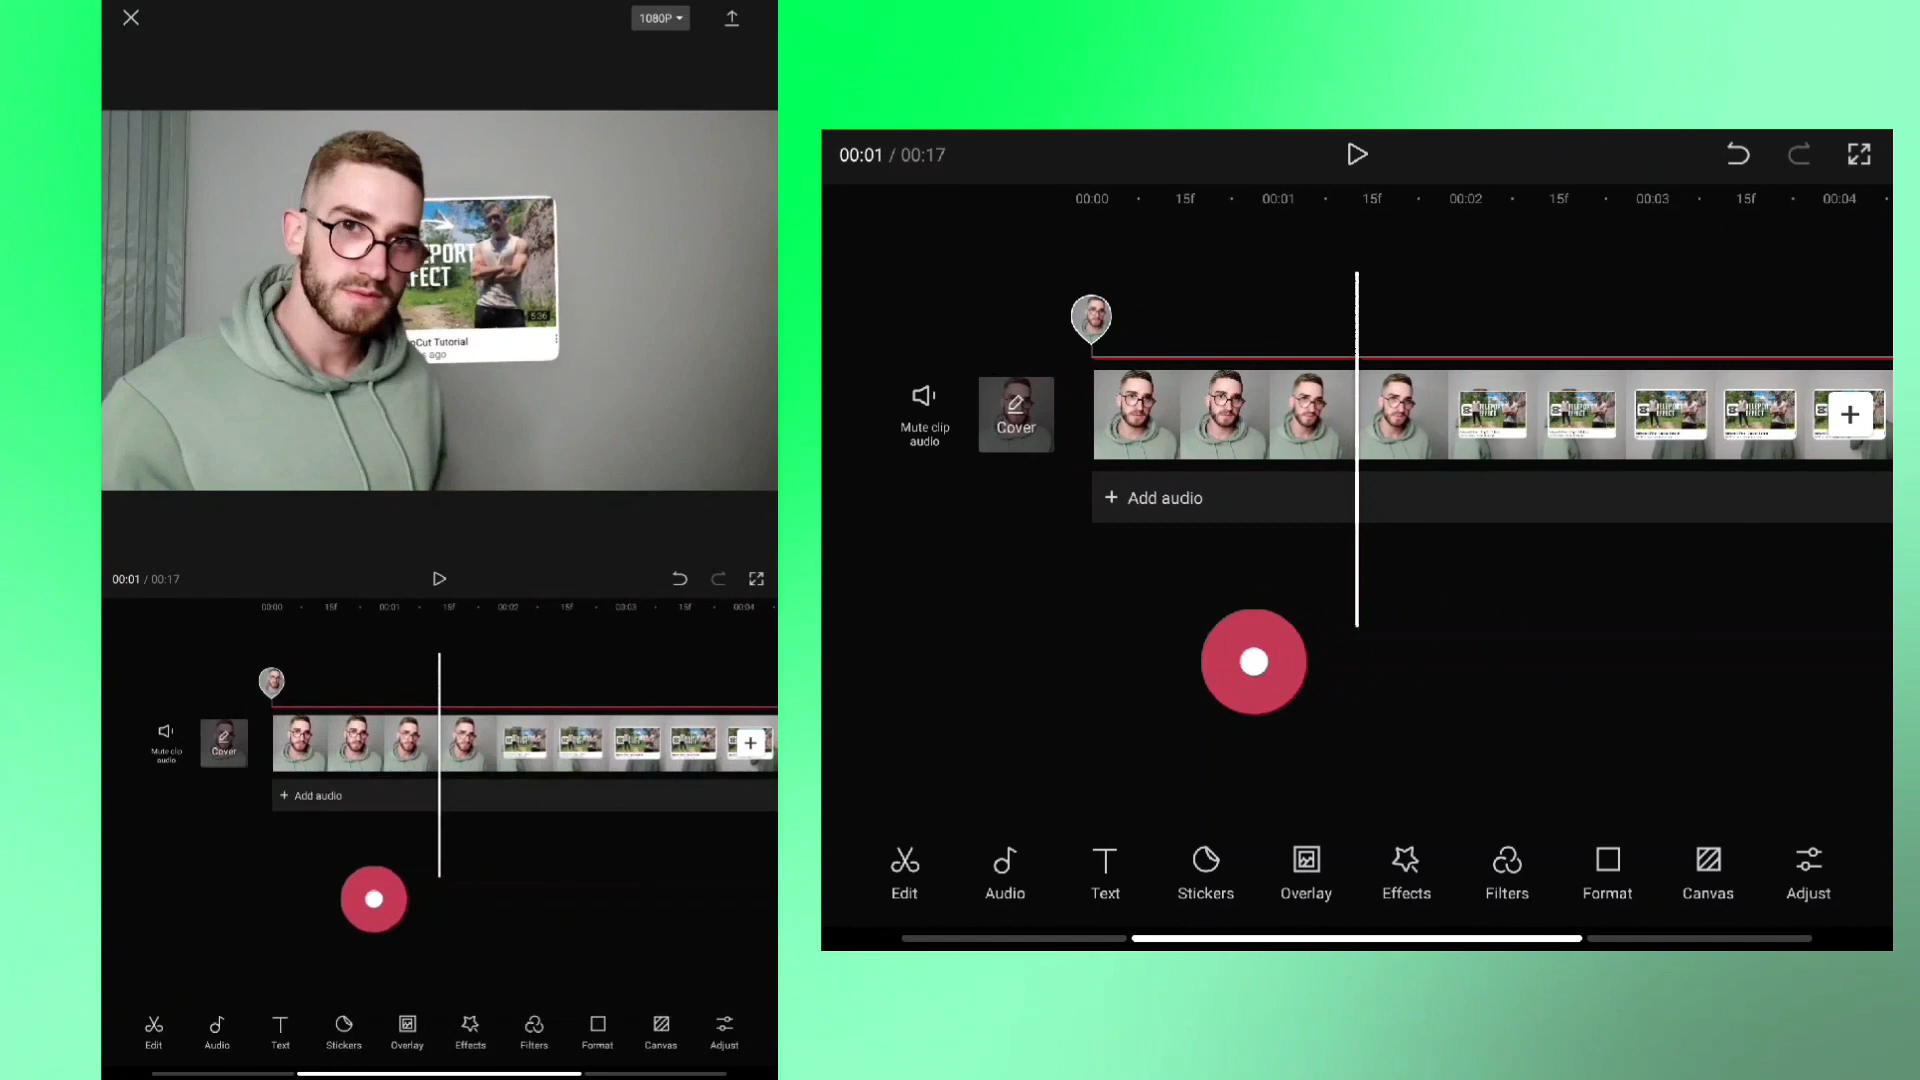 1080P
PORT
FECT
5:36
pCut Tutorial
s ago
00:01 / 00:17
00:00 15f 00:01 15f 00:02 15f 00:03 15f 00:04
Mute clip
audio
Cover
+ Add audio
Edit Audio Text Stickers Overlay Effects Filters Format Canvas Adjust
00:01 / 00:17
00:00 15f 00:01 15f 00:02 15f 00:03 15f 00:04
Mute clip
audio
Cover
+ Add audio
Edit Audio Text Stickers Overlay Effects Filters Format Canvas Adjust